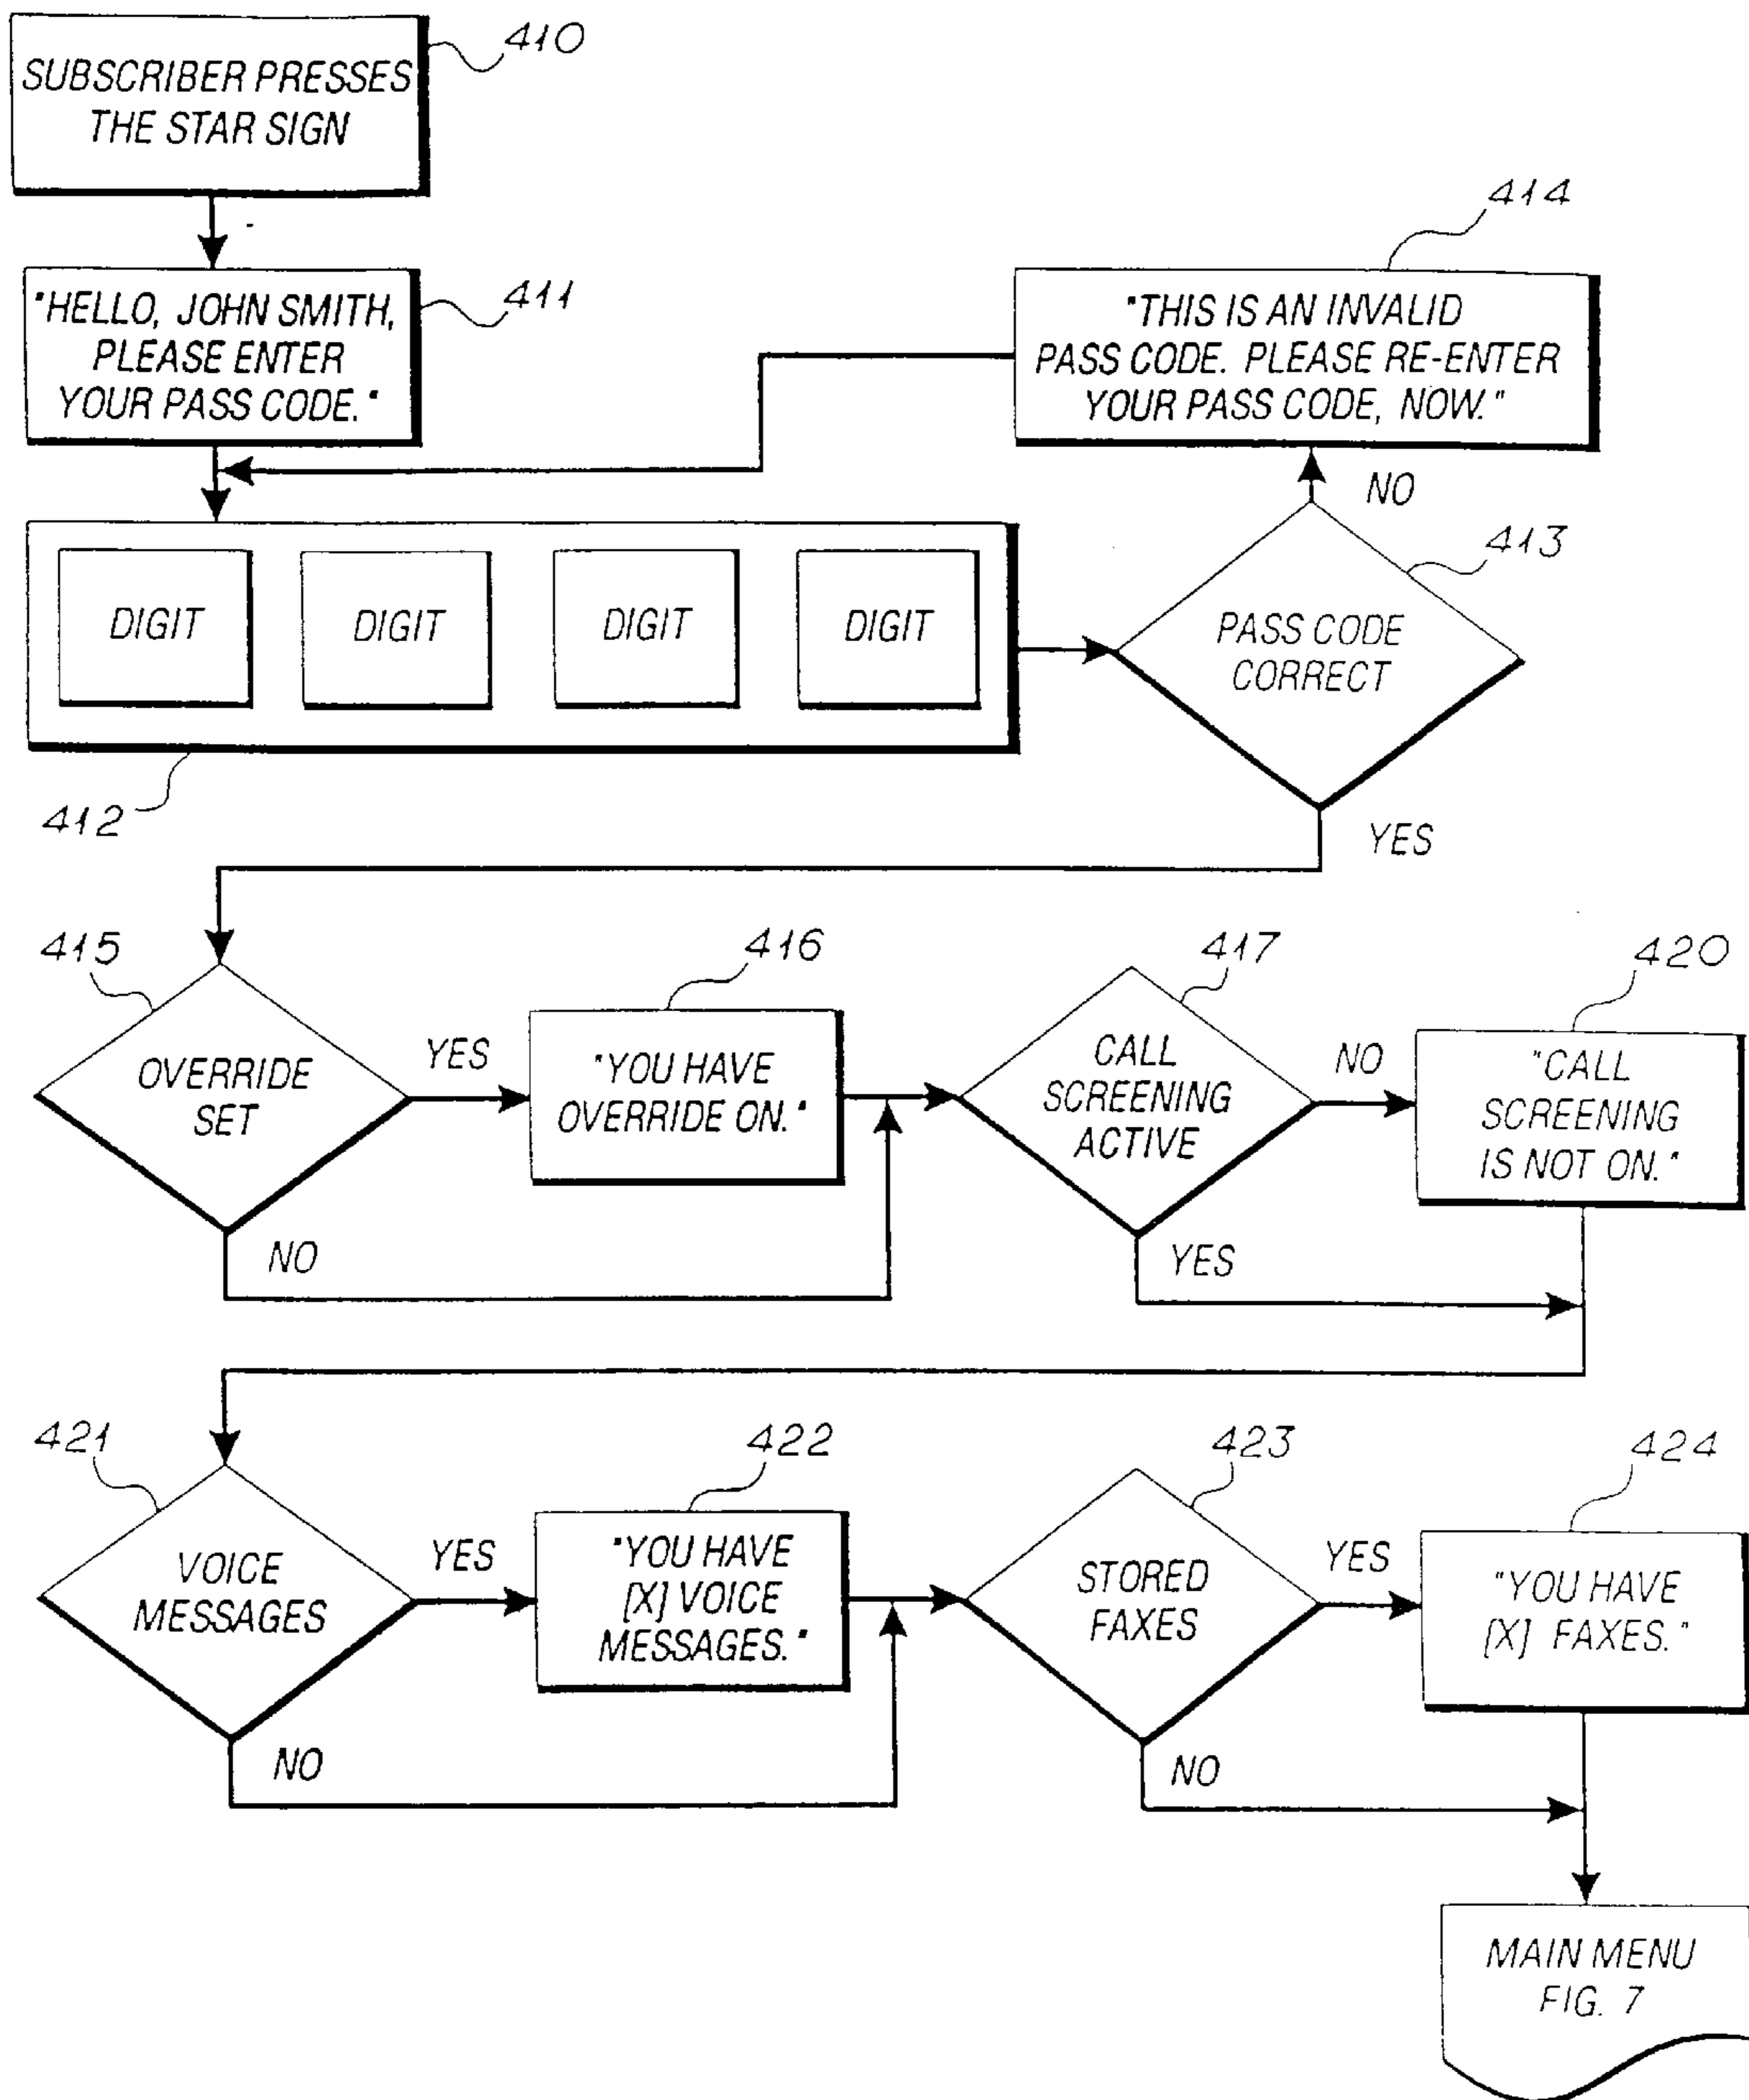 410
SUBSCRIBER PRESSES
THE STAR SIGN
411
"HELLO, JOHN SMITH,
PLEASE ENTER
YOUR PASS CODE."
414
"THIS IS AN INVALID
PASS CODE. PLEASE RE-ENTER
YOUR PASS CODE, NOW."
NO
DIGIT
DIGIT
DIGIT
DIGIT
412
413
PASS CODE
CORRECT
YES
415
OVERRIDE
SET
YES
NO
416
"YOU HAVE
OVERRIDE ON."
417
CALL
SCREENING
ACTIVE
NO
YES
420
"CALL
SCREENING
IS NOT ON."
421
VOICE
MESSAGES
YES
NO
422
"YOU HAVE
[X] VOICE
MESSAGES."
423
STORED
FAXES
YES
NO
424
"YOU HAVE
[X] FAXES."
MAIN MENU
FIG. 7